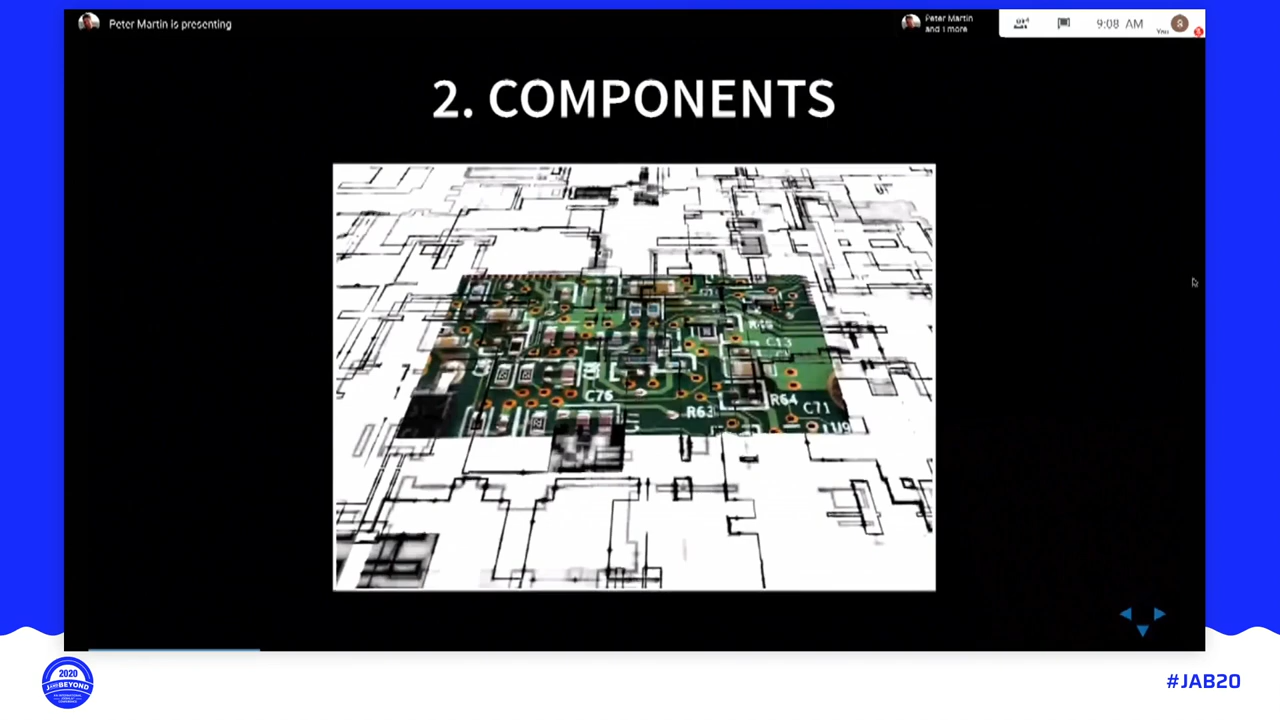 Peter Martin is presenting
Peter Martin
and 1 more
9:08 AM
You
S
2. COMPONENTS
C13
R64
C76
R63
C71
2020
JANDBEYOND
#JAB20